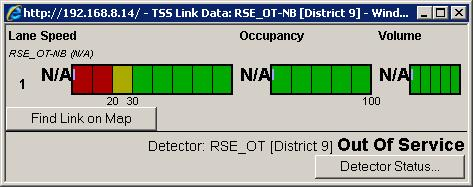 http://192.168.8.14/ - TSS Link Data: RSE_OT-NB [District 9] - Wind...
Lane Speed Occupancy Volume
RSE_OT-NB (N/A)
1 N/A N/A N/A
20 30 100
Find Link on Map
Detector: RSE_OT [District 9] Out Of Service
Detector Status...